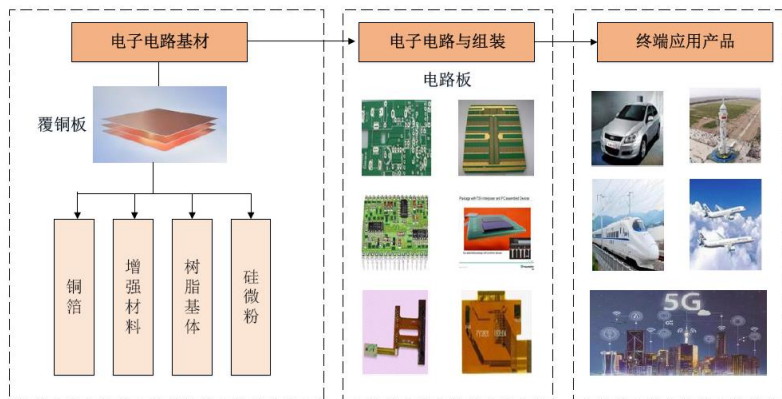 电子电路基材
电子电路与组装
终端应用产品
电路板
覆铜板
铜箔
增强材料
树脂基体
硅微粉
5G